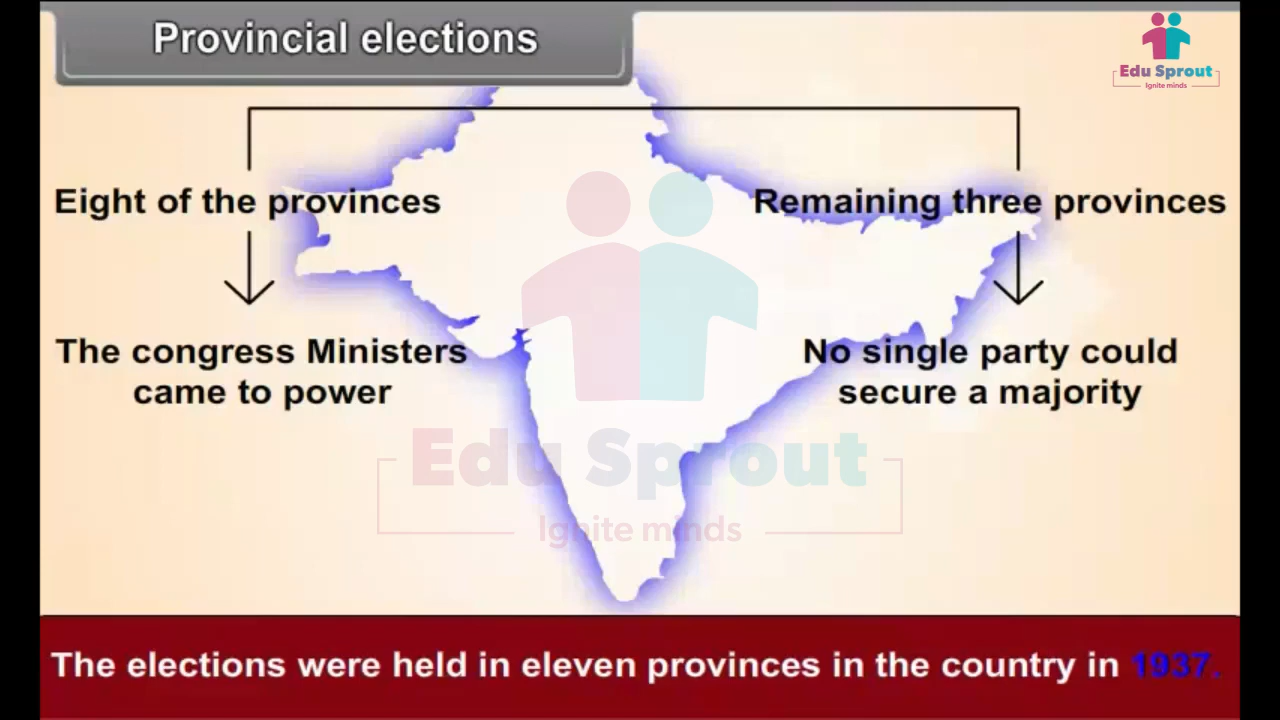 Provincial elections
Edu Sprout
Ignite minds
Eight of the provinces
Remaining three provinces
The congress Ministers
came to power
No single party could
secure a majority
Edu Sprout
Ignite minds
The elections were held in eleven provinces in the country in 1937.